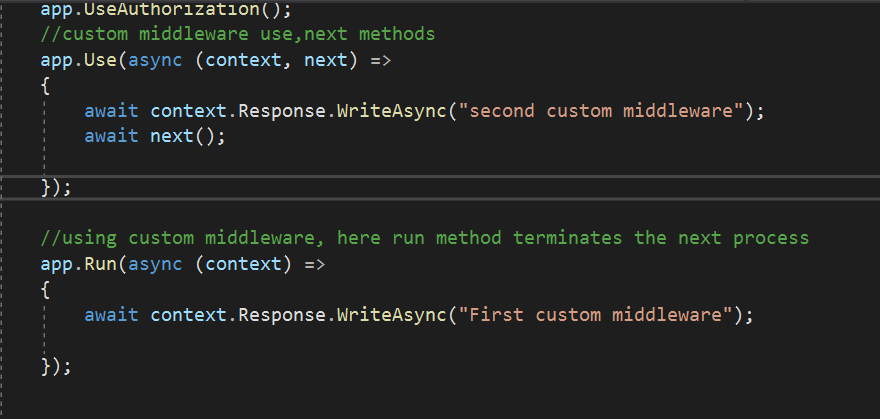 app.UseAuthorization();
//custom middleware use,next methods
app.Use(async (context, next) =>
{
    await context.Response.WriteAsync("second custom middleware");
    await next();
});
//using custom middleware, here run method terminates the next process
app.Run(async (context) =>
{
    await context.Response.WriteAsync("First custom middleware");
});